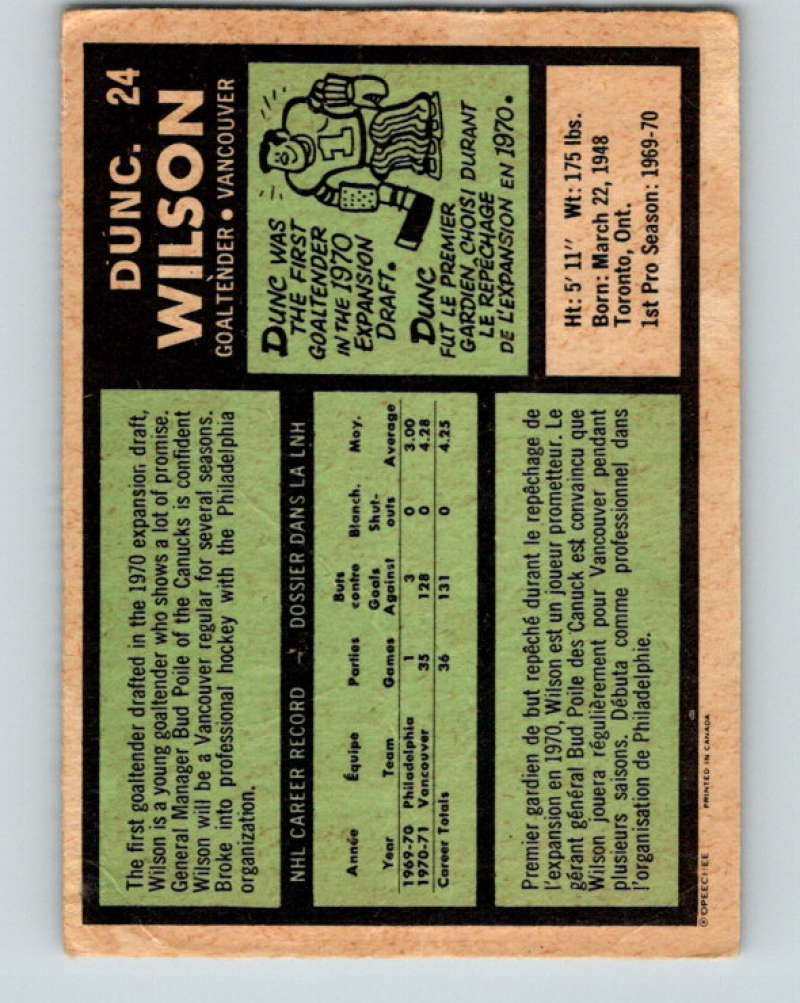 DUNC. 24
WILSON
GOALTENDER • VANCOUVER
The first goaltender drafted in the 1970 expansion draft,
Wilson is a young goaltender who shows a lot of promise.
General Manager Bud Poile of the Canucks is confident
Wilson will be a Vancouver regular for several seasons.
Broke into professional hockey with the Philadelphia
organization.
DUNC WAS
THE FIRST
GOALTENDER
IN THE 1970
EXPANSION
DRAFT.
DUNC
FUT LE PREMIER
GARDIEN, CHOISI DURANT
LE REPÊCHAGE
DE L'EXPANSION EN 1970.
1
NHL CAREER RECORD DOSSIER DANS LA LNH
Année Équipe Parties Buts contre Blanch. Moy.
Year Team Games Goals Against Shut-outs Average
1969-70 Philadelphia 1 3 0 3.00
1970-71 Vancouver 35 128 0 4.28
Career Totals 36 131 0 4.25
Ht: 5' 11" Wt: 175 lbs.
Born: March 22, 1948
Toronto, Ont.
1st Pro Season: 1969-70
Premier gardien de but repêché durant le repêchage de
l'expansion en 1970, Wilson est un joueur prometteur. Le
gérant général Bud Poile des Canuck est convaincu que
Wilson jouera régulièrement pour Vancouver pendant
plusieurs saisons. Débuta comme professionnel dans
l'organisation de Philadelphie.
© OPEECHEE PRINTED IN CANADA